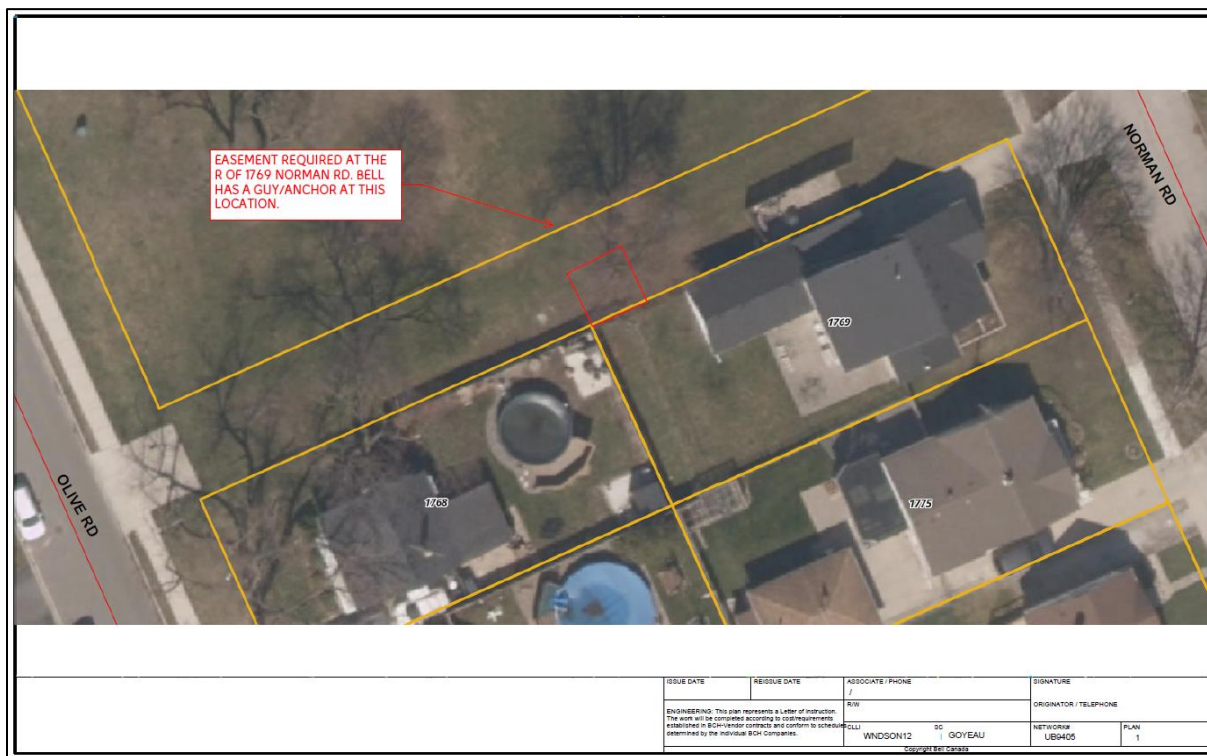 EASEMENT REQUIRED AT THE
R OF 1769 NORMAN RD. BELL
HAS A GUY/ANCHOR AT THIS
LOCATION.
NORMAN RD
1769
1768
1775
OLIVE RD
ISSUE DATE
REISSUE DATE
ASSOCIATE / PHONE
/
SIGNATURE
ENGINEERING: This plan represents a Letter of Instruction.
The work will be completed according to cost/requirements
established in BCH-Vendor contracts and conform to schedules
determined by the individual BCH Companies.
R/W
ORIGINATOR / TELEPHONE
CLLI
WNDSON12
SC
GOYEAU
NETWORK#
UB9405
PLAN
1
Copyright Bell Canada